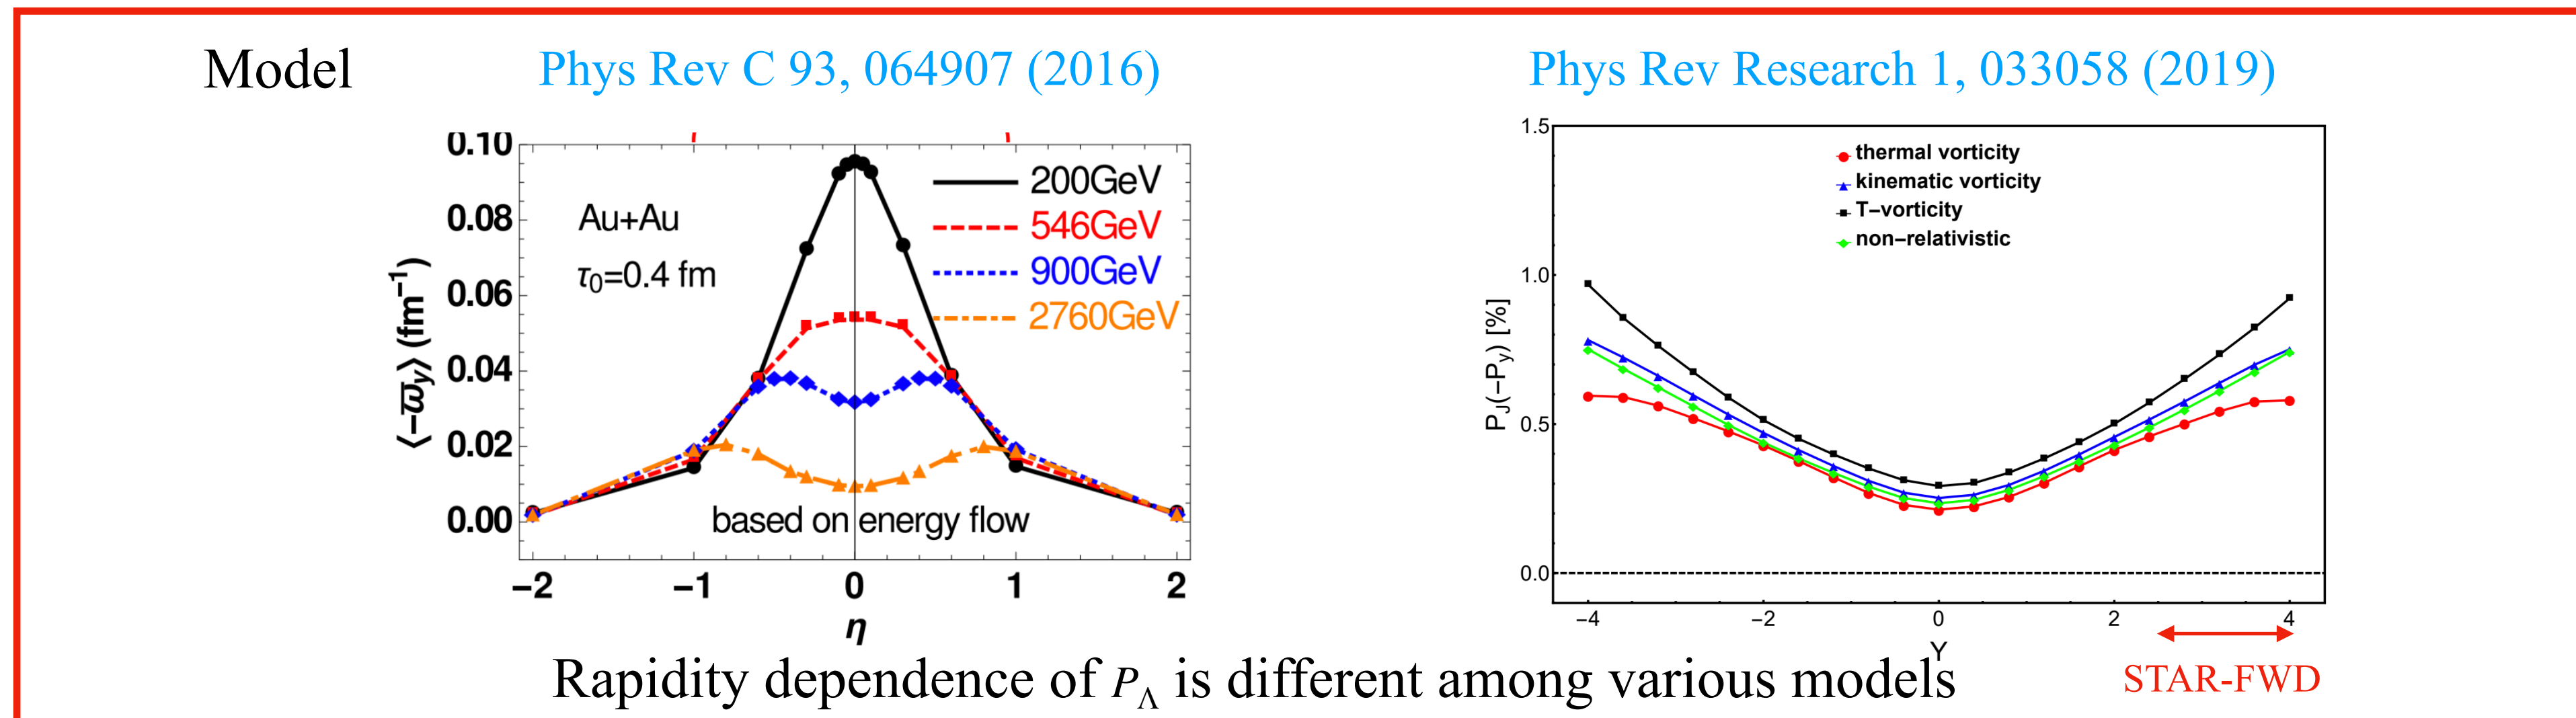 Model
Phys Rev C 93, 064907 (2016)
Phys Rev Research 1, 033058 (2019)
0.10
0.08
0.06
0.04
0.02
0.00
⟨−ϖy⟩ (fm⁻¹)
Au+Au
τ₀=0.4 fm
200GeV
546GeV
900GeV
2760GeV
based on energy flow
−2 −1 0 1 2
η
1.5
1.0
0.5
0.0
P_J(−P_y) [%]
thermal vorticity
kinematic vorticity
T−vorticity
non−relativistic
−4 −2 0 2 4
Y
STAR-FWD
Rapidity dependence of P_Λ is different among various models